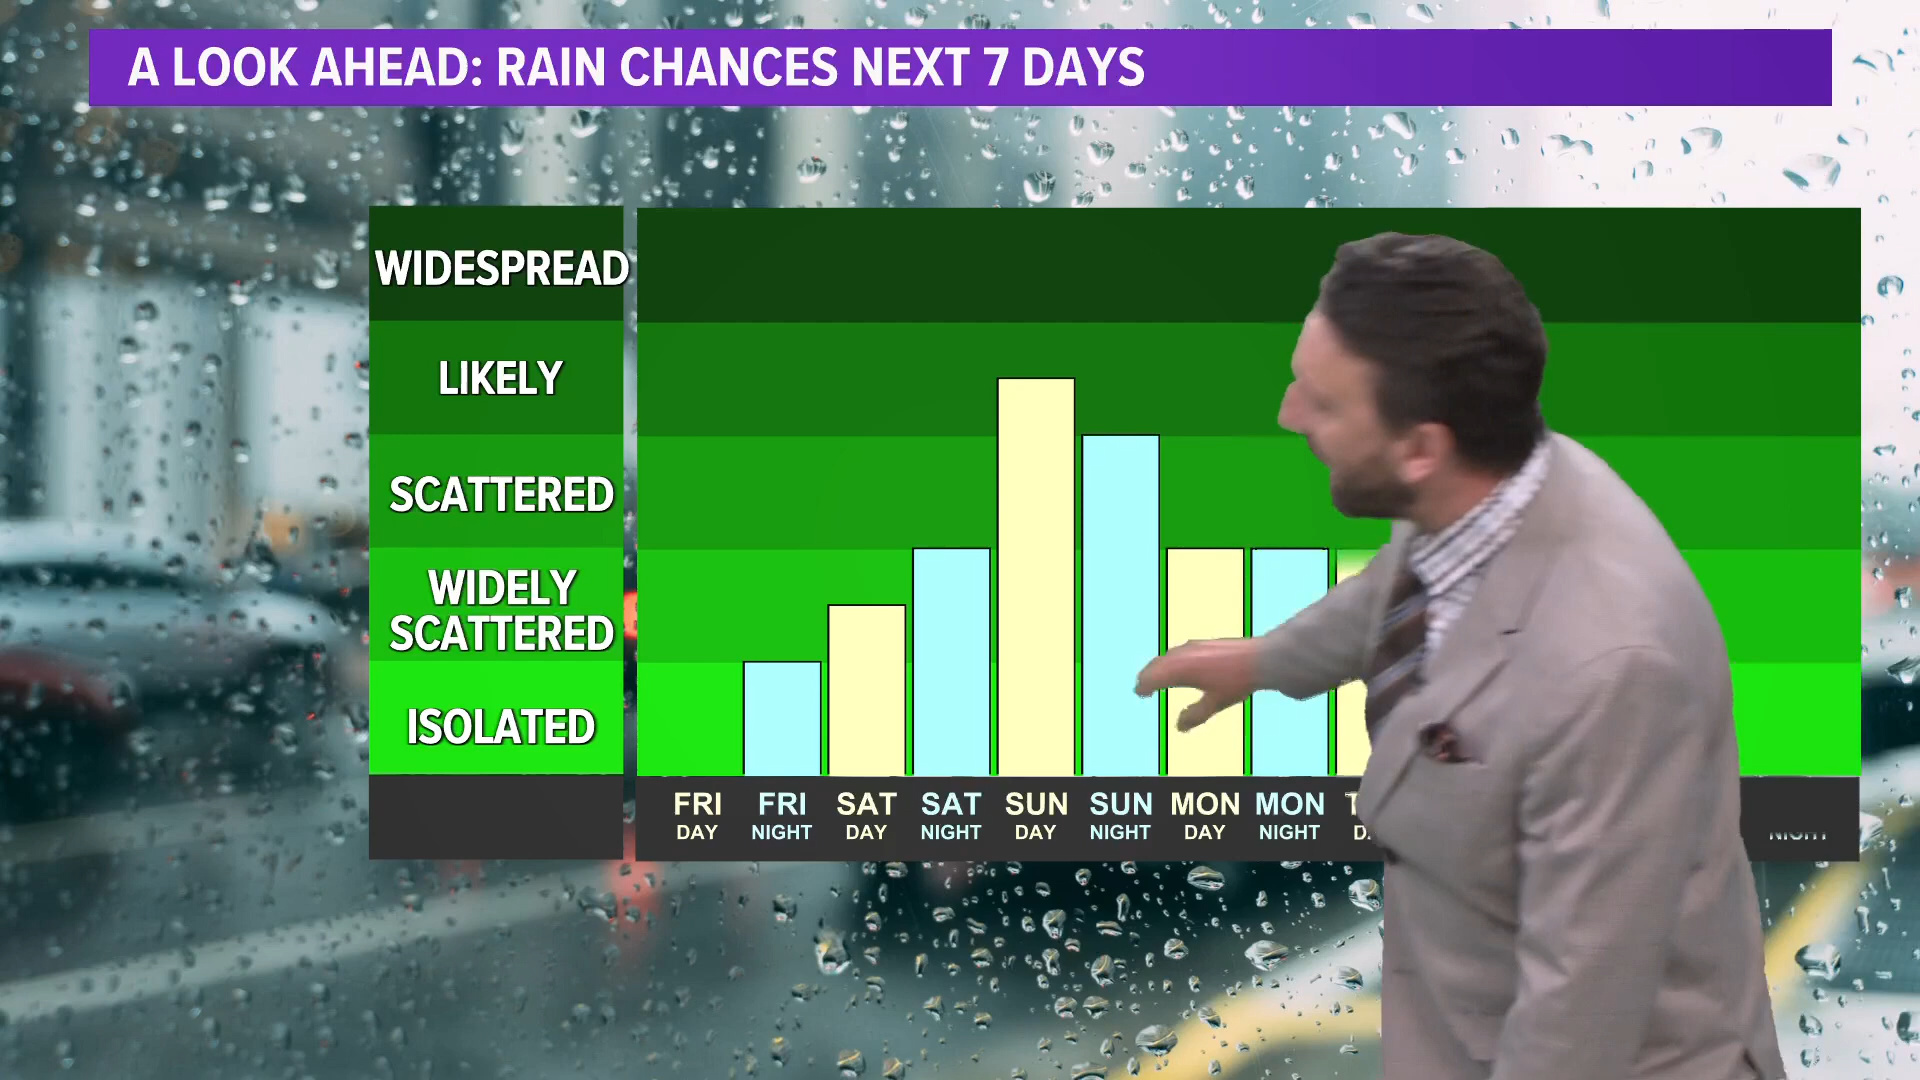 A LOOK AHEAD: RAIN CHANCES NEXT 7 DAYS
WIDESPREAD
LIKELY
SCATTERED
WIDELY
SCATTERED
ISOLATED
FRI FRI SAT SAT SUN SUN MON MON
DAY NIGHT DAY NIGHT DAY NIGHT DAY NIGHT NIGHT